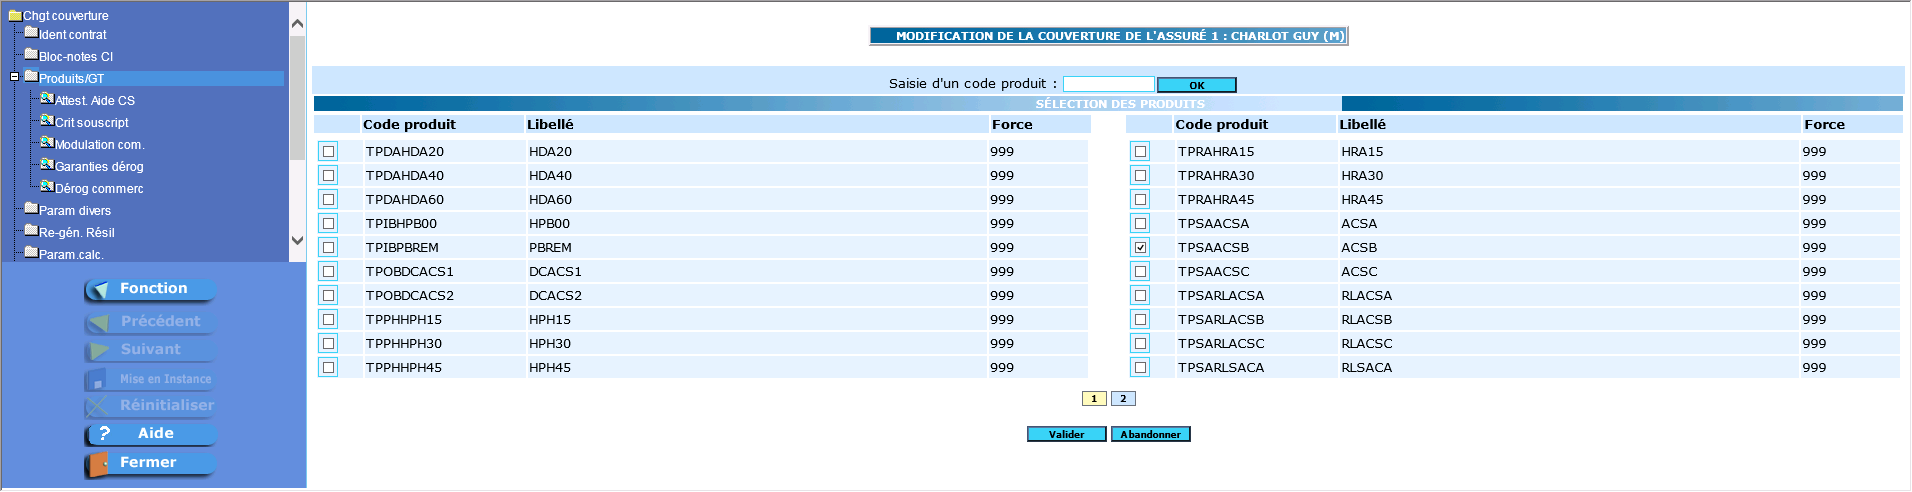 Chgt couverture
Ident contrat
Bloc-notes CI
Produits/GT
Attest. Aide CS
Crit souscript
Modulation com.
Garanties dérog
Dérog commerc
Param divers
Re-gén. Résil
Param.calc.
Fonction
Précédent
Suivant
Mise en Instance
Réinitialiser
? Aide
Fermer
MODIFICATION DE LA COUVERTURE DE L'ASSURÉ 1 : CHARLOT GUY (M)
Saisie d'un code produit : OK
SÉLECTION DES PRODUITS
Code produit Libellé Force Code produit Libellé Force
TPDAHDA20 HDA20 999 TPRAHRA15 HRA15 999
TPDAHDA40 HDA40 999 TPRAHRA30 HRA30 999
TPDAHDA60 HDA60 999 TPRAHRA45 HRA45 999
TPIBHPB00 HPB00 999 TPSAACSA ACSA 999
TPIBPBREM PBREM 999 TPSAACSB ACSB 999
TPOBDCACS1 DCACS1 999 TPSAACSC ACSC 999
TPOBDCACS2 DCACS2 999 TPSARLACSA RLACSA 999
TPPHHPH15 HPH15 999 TPSARLACSB RLACSB 999
TPPHHPH30 HPH30 999 TPSARLACSC RLACSC 999
TPPHHPH45 HPH45 999 TPSARLSACA RLSACA 999
1 2
Valider Abandonner